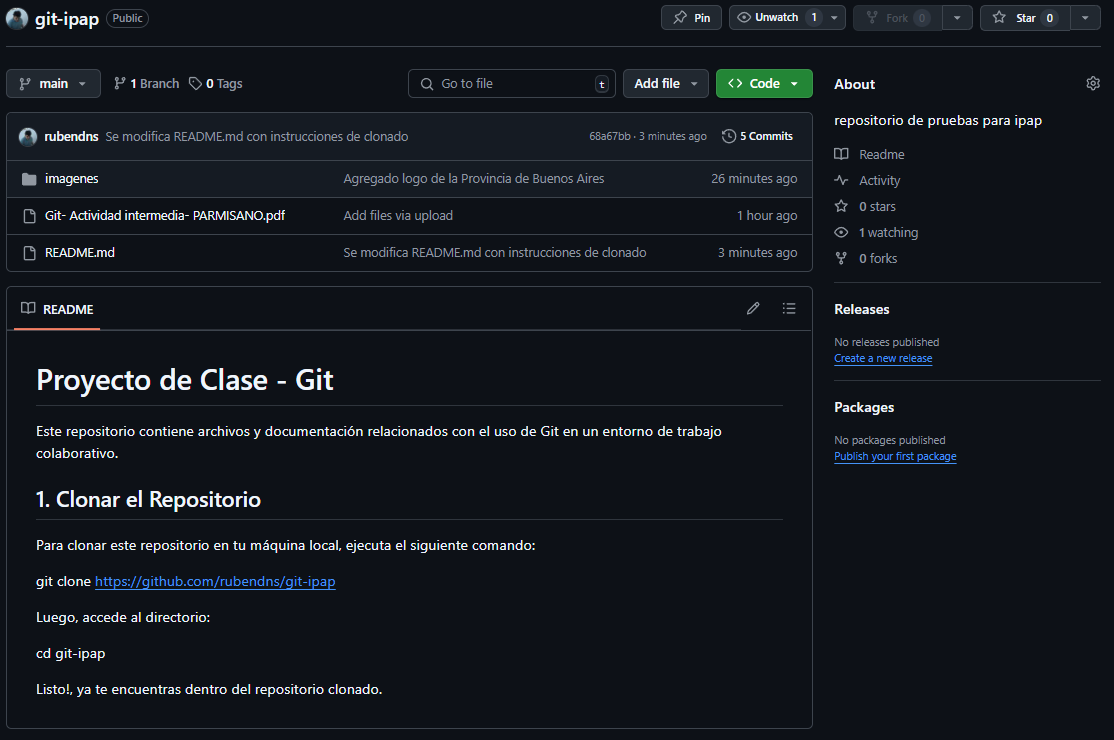 git-ipap Public Pin Unwatch 1 Fork 0 Star 0
main 1 Branch 0 Tags Go to file t Add file Code
rubendns Se modifica README.md con instrucciones de clonado 68a67bb · 3 minutes ago 5 Commits
imagenes Agregado logo de la Provincia de Buenos Aires 26 minutes ago
Git- Actividad intermedia- PARMISANO.pdf Add files via upload 1 hour ago
README.md Se modifica README.md con instrucciones de clonado 3 minutes ago
README
Proyecto de Clase - Git
Este repositorio contiene archivos y documentación relacionados con el uso de Git en un entorno de trabajo
colaborativo.
1. Clonar el Repositorio
Para clonar este repositorio en tu máquina local, ejecuta el siguiente comando:
git clone https://github.com/rubendns/git-ipap
Luego, accede al directorio:
cd git-ipap
Listo!, ya te encuentras dentro del repositorio clonado.
About
repositorio de pruebas para ipap
Readme
Activity
0 stars
1 watching
0 forks
Releases
No releases published
Create a new release
Packages
No packages published
Publish your first package